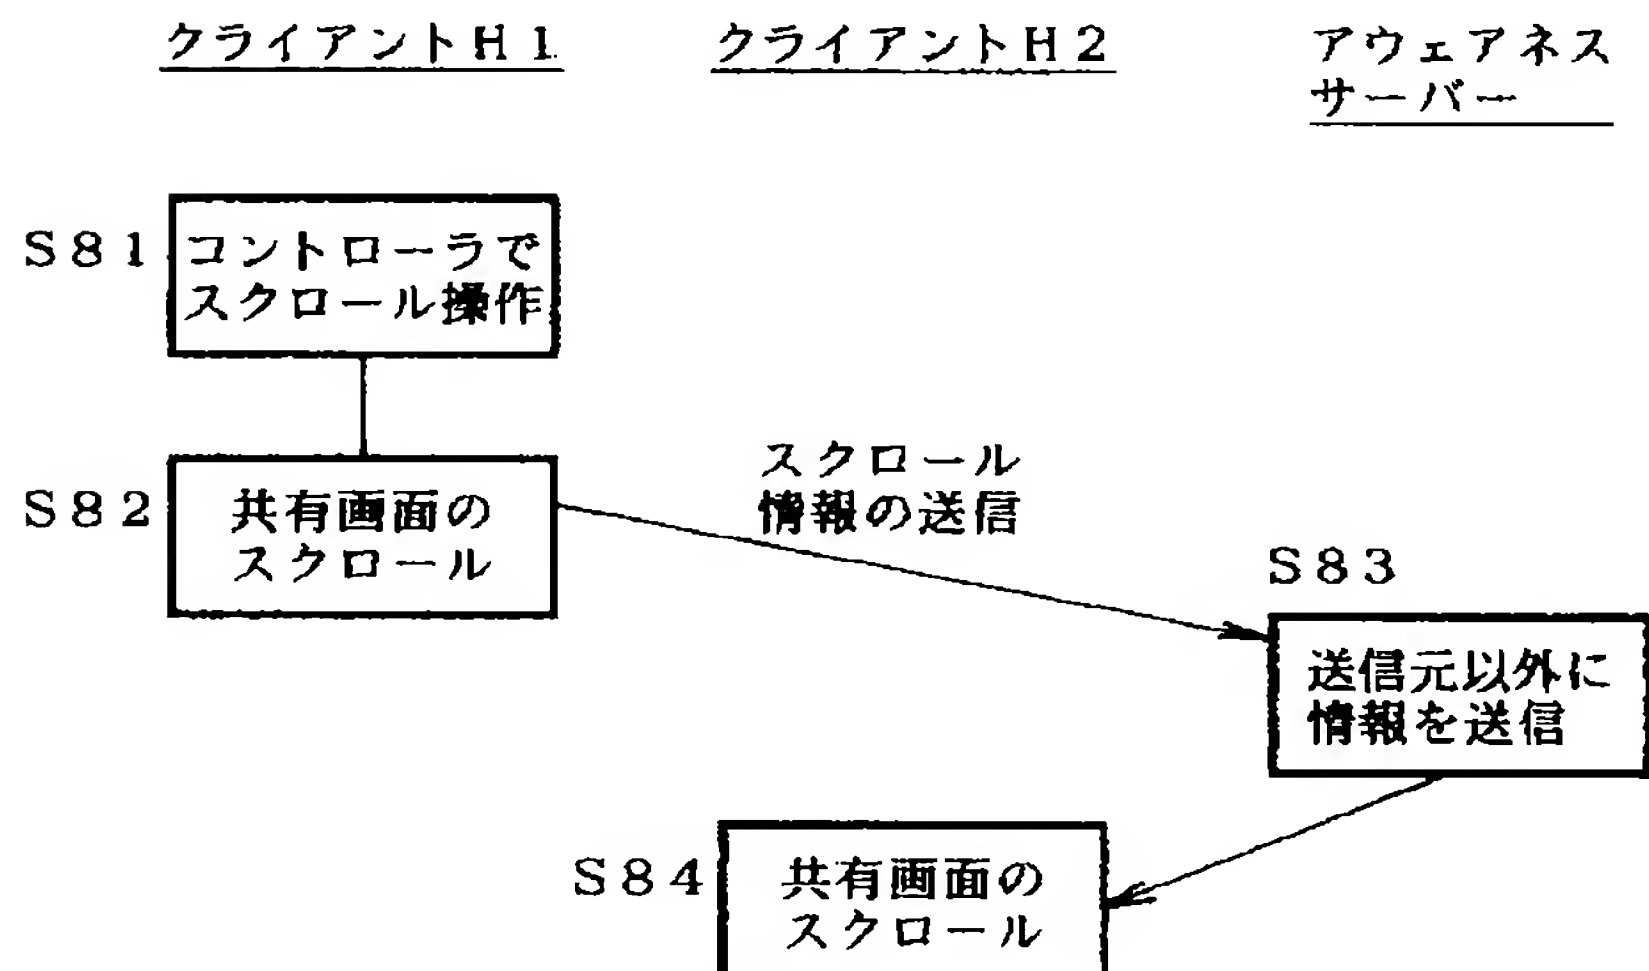 クライアントH1
クライアントH2
アウェアネス
サーバー
S81
コントローラで
スクロール操作
S82
共有画面の
スクロール
スクロール
情報の送信
S83
送信元以外に
情報を送信
S84
共有画面の
スクロール